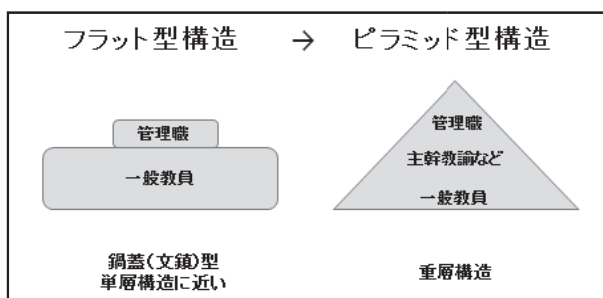 フラット型構造 → ピラミッド型構造
管理職
一般教員
管理職
主幹教諭など
一般教員
鍋蓋(文鎮)型
単層構造に近い
重層構造